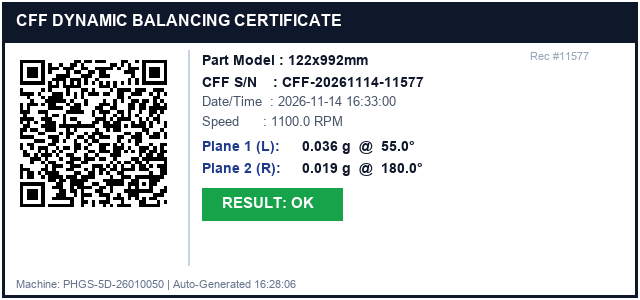 CFF DYNAMIC BALANCING CERTIFICATE
Rec #11577
Part Model : 122x992mm
CFF S/N : CFF-20261114-11577
Date/Time : 2026-11-14 16:33:00
Speed : 1100.0 RPM
Plane 1 (L): 0.036 g @ 55.0°
Plane 2 (R): 0.019 g @ 180.0°
RESULT: OK
Machine: PHGS-5D-26010050 | Auto-Generated 16:28:06